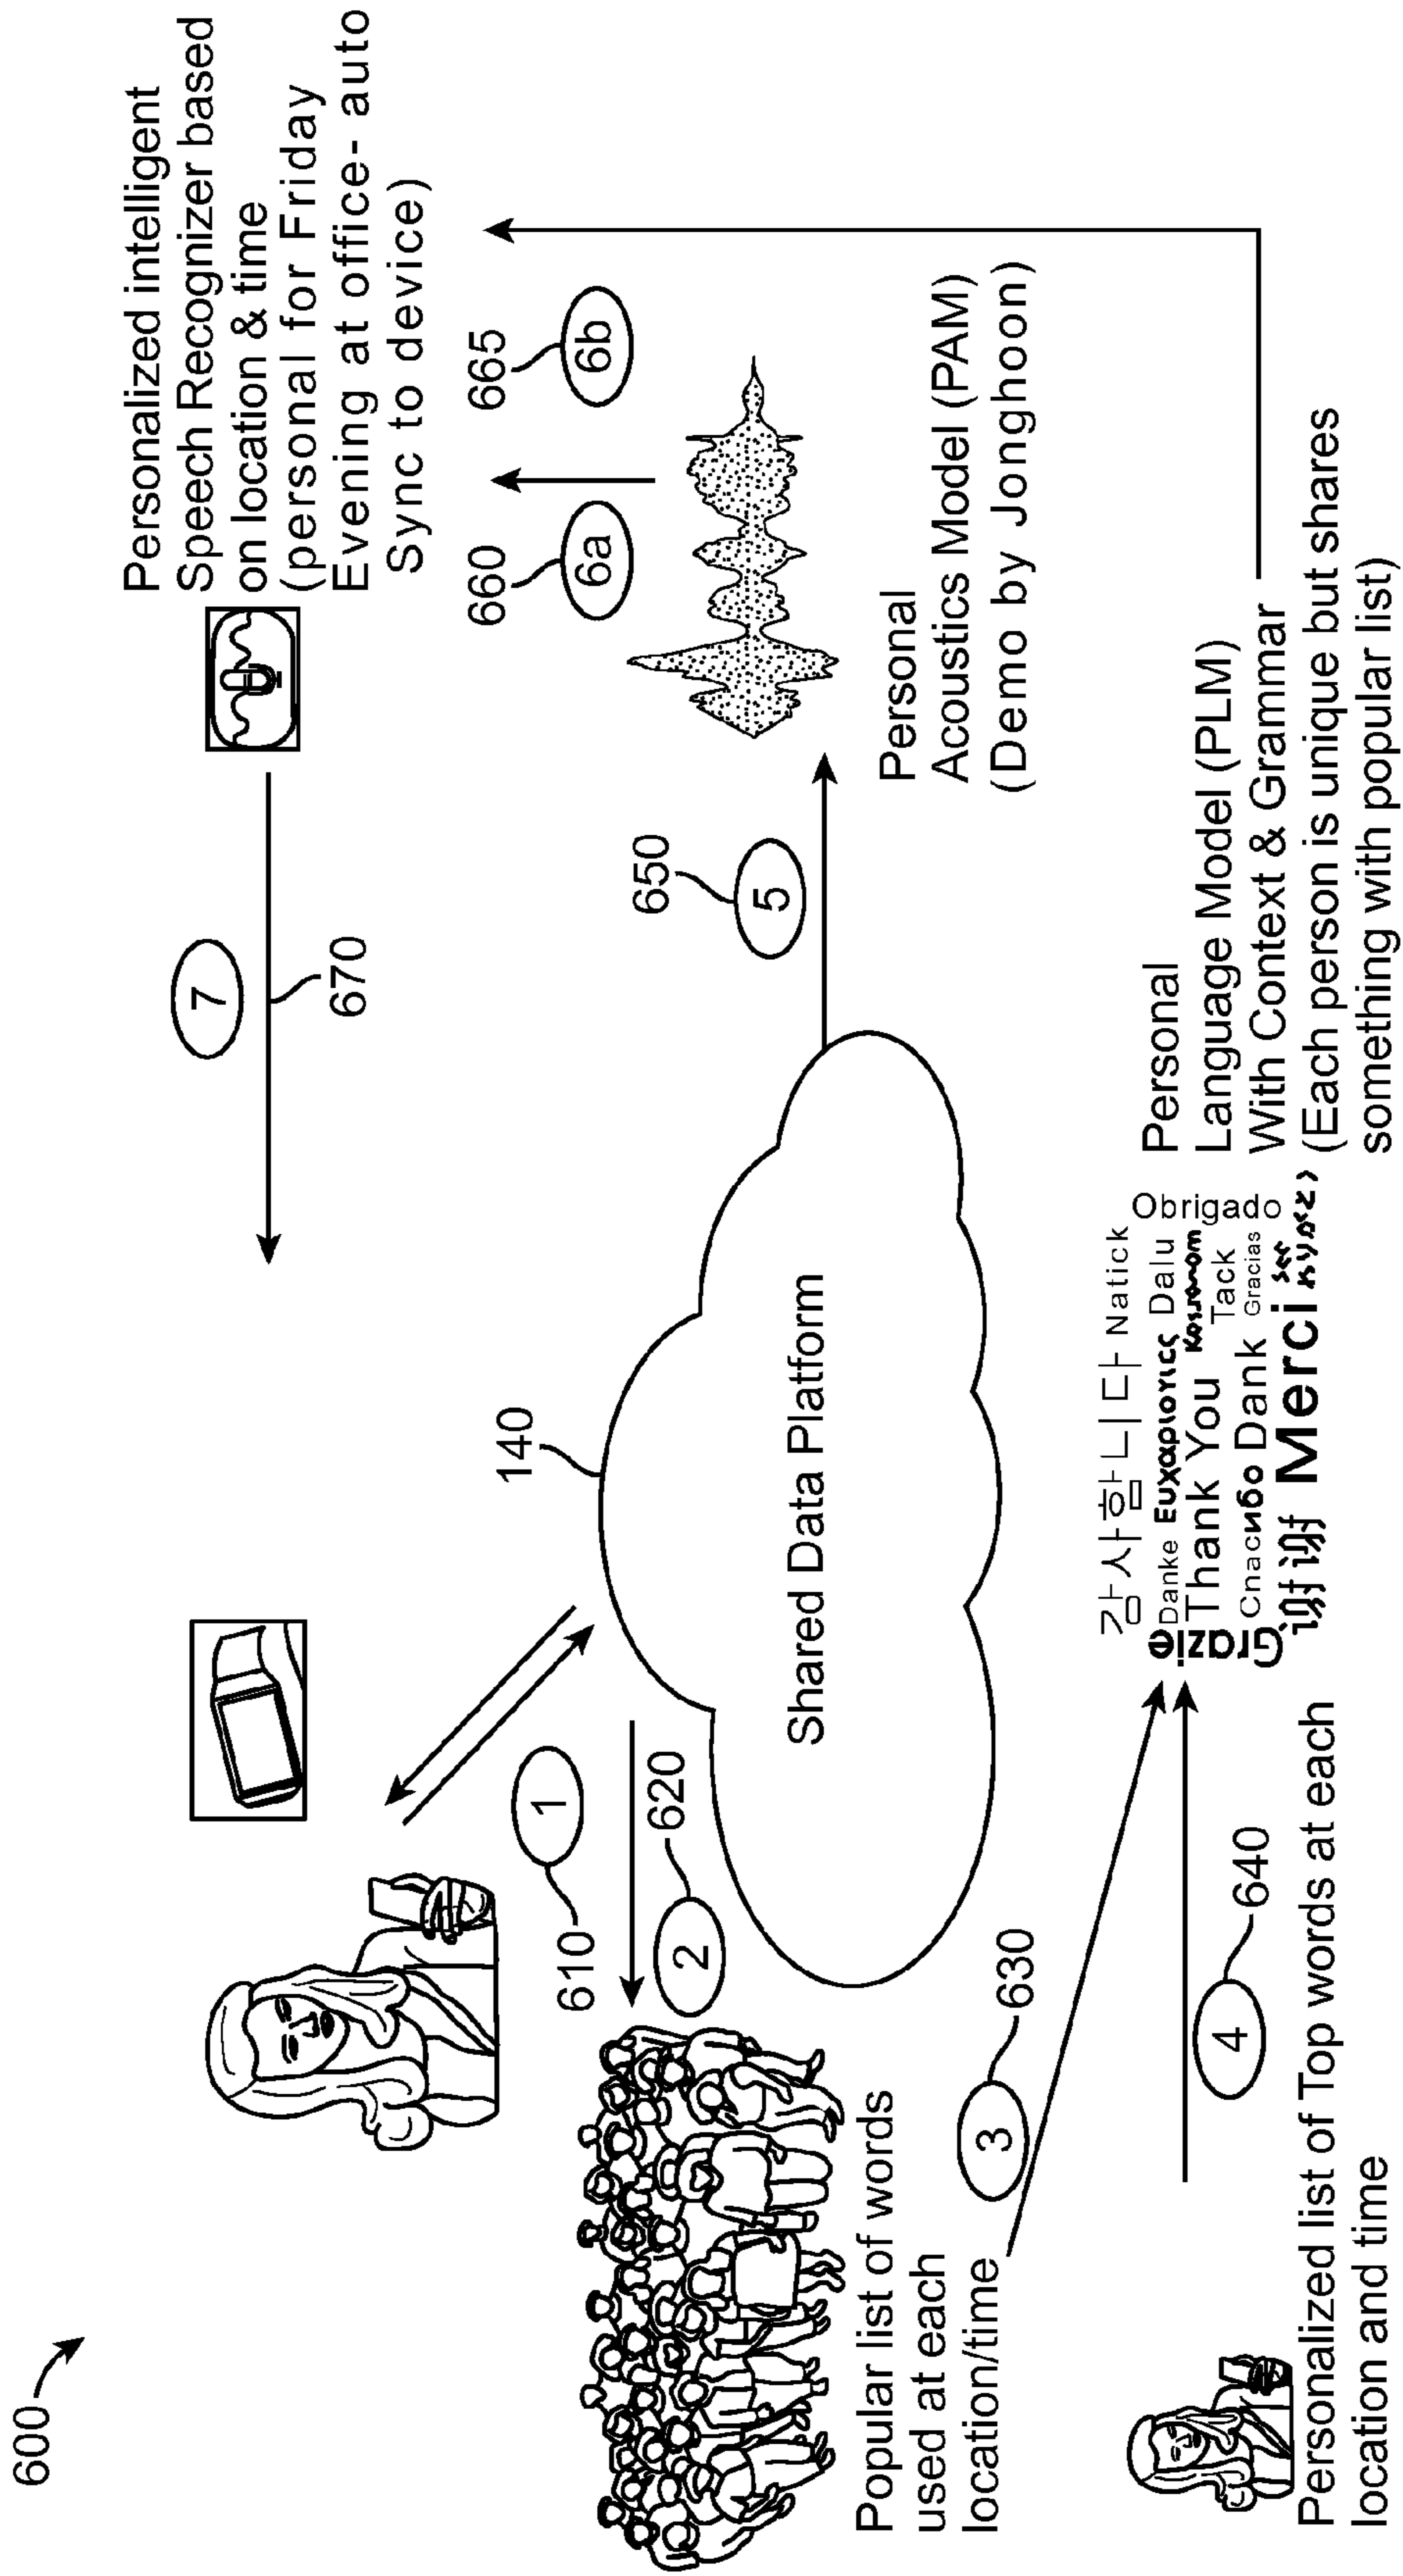 600
Personalized intelligent
Speech Recognizer based
on location & time
(personal for Friday
Evening at office- auto
Sync to device)
7
670
1
610
140
Shared Data Platform
2
620
5
650
6a
660
6b
665
Personal
Acoustics Model (PAM)
(Demo by Jonghoon)
Popular list of words
used at each
location/time
3
630
4
640
Personalized list of Top words at each
location and time
감사합니다 Natick
Danke Ευχαριστίες Dalu
Thank You
Tack
Obrigado
Grazie
Спасибо Dank Gracias
谢谢 Merci
Personal
Language Model (PLM)
With Context & Grammar
(Each person is unique but shares
something with popular list)